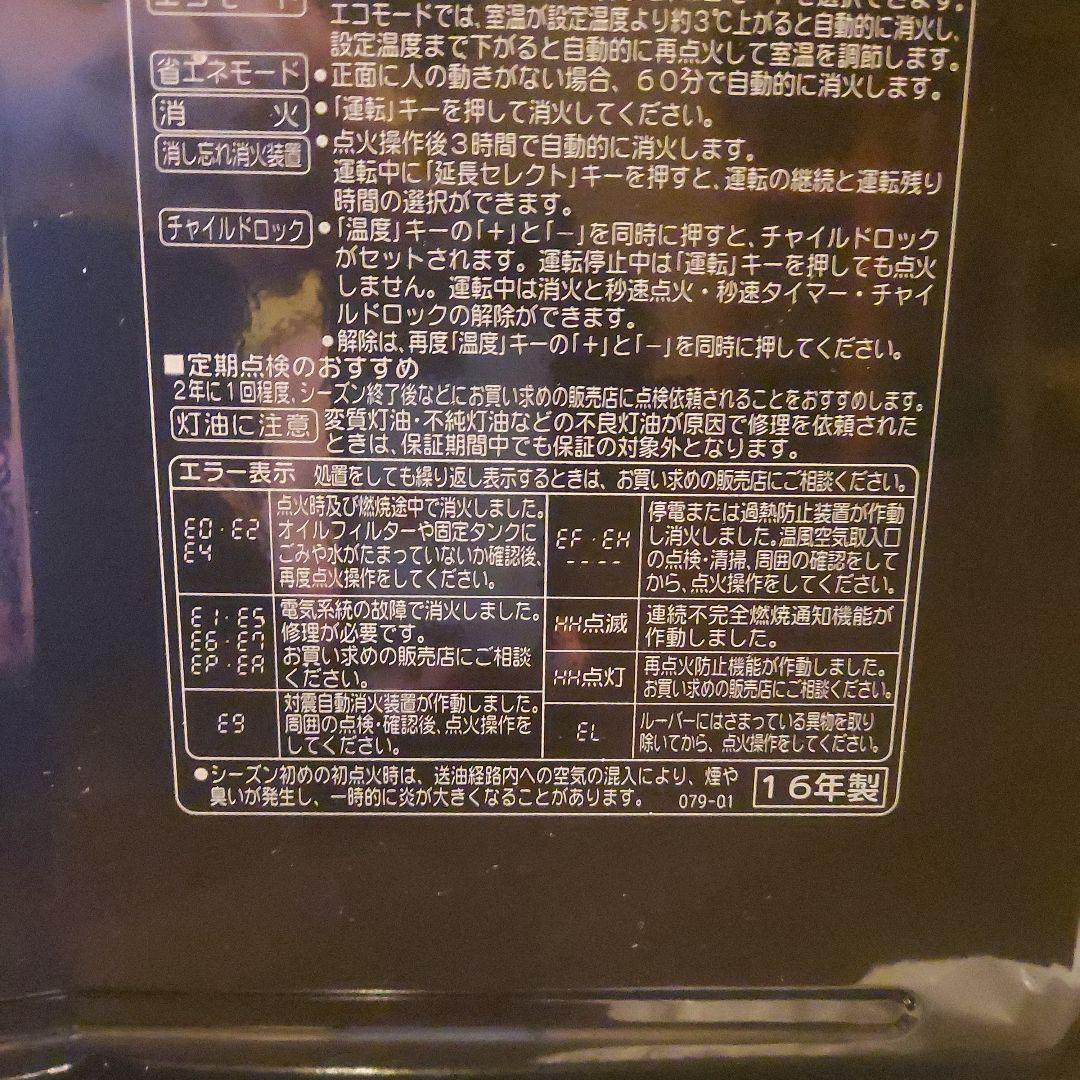 エコモード
エコモードでは、室温が設定温度より約3℃上がると自動的に消火し、
設定温度まで下がると自動的に再点火して室温を調節します。
省エネモード ●正面に人の動きがない場合、60分で自動的に消火します。
消 火 ●「運転」キーを押して消火してください。
消し忘れ消火装置 ●点火操作後3時間で自動的に消火します。
運転中に「延長セレクト」キーを押すと、運転の継続と運転残り
時間の選択ができます。
チャイルドロック ●「温度」キーの「+」と「−」を同時に押すと、チャイルドロック
がセットされます。運転停止中は「運転」キーを押しても点火
しません。運転中は消火と秒速点火・秒速タイマー・チャイ
ルドロックの解除ができます。
●解除は、再度「温度」キーの「+」と「−」を同時に押してください。
■定期点検のおすすめ
2年に1回程度、シーズン終了後などにお買い求めの販売店に点検依頼されることをおすすめします。
灯油に注意 変質灯油・不純灯油などの不良灯油が原因で修理を依頼された
ときは、保証期間中でも保証の対象外となります。
エラー表示 処置をしても繰り返し表示するときは、お買い求めの販売店にご相談ください。
E0・E2
E4
点火時及び燃焼途中で消火しました。
オイルフィルターや固定タンクに
ごみや水がたまっていないか確認後、
再度点火操作をしてください。
E1・E5
E6・E7
EP・EA
電気系統の故障で消火しました。
修理が必要です。
お買い求めの販売店にご相談
ください。
E9
対震自動消火装置が作動しました。
周囲の点検・確認後、点火操作を
してください。
EF・EH
----
停電または過熱防止装置が作動
し消火しました。温風空気取入口
の点検・清掃、周囲の確認をして
から、点火操作をしてください。
HH点滅
連続不完全燃焼通知機能が
作動しました。
HH点灯
再点火防止機能が作動しました。
お買い求めの販売店にご相談ください。
EL
ルーバーにはさまっている異物を取り
除いてから、点火操作をしてください。
●シーズン初めの初点火時は、送油経路内への空気の混入により、煙や
臭いが発生し、一時的に炎が大きくなることがあります。 079-01
16年製